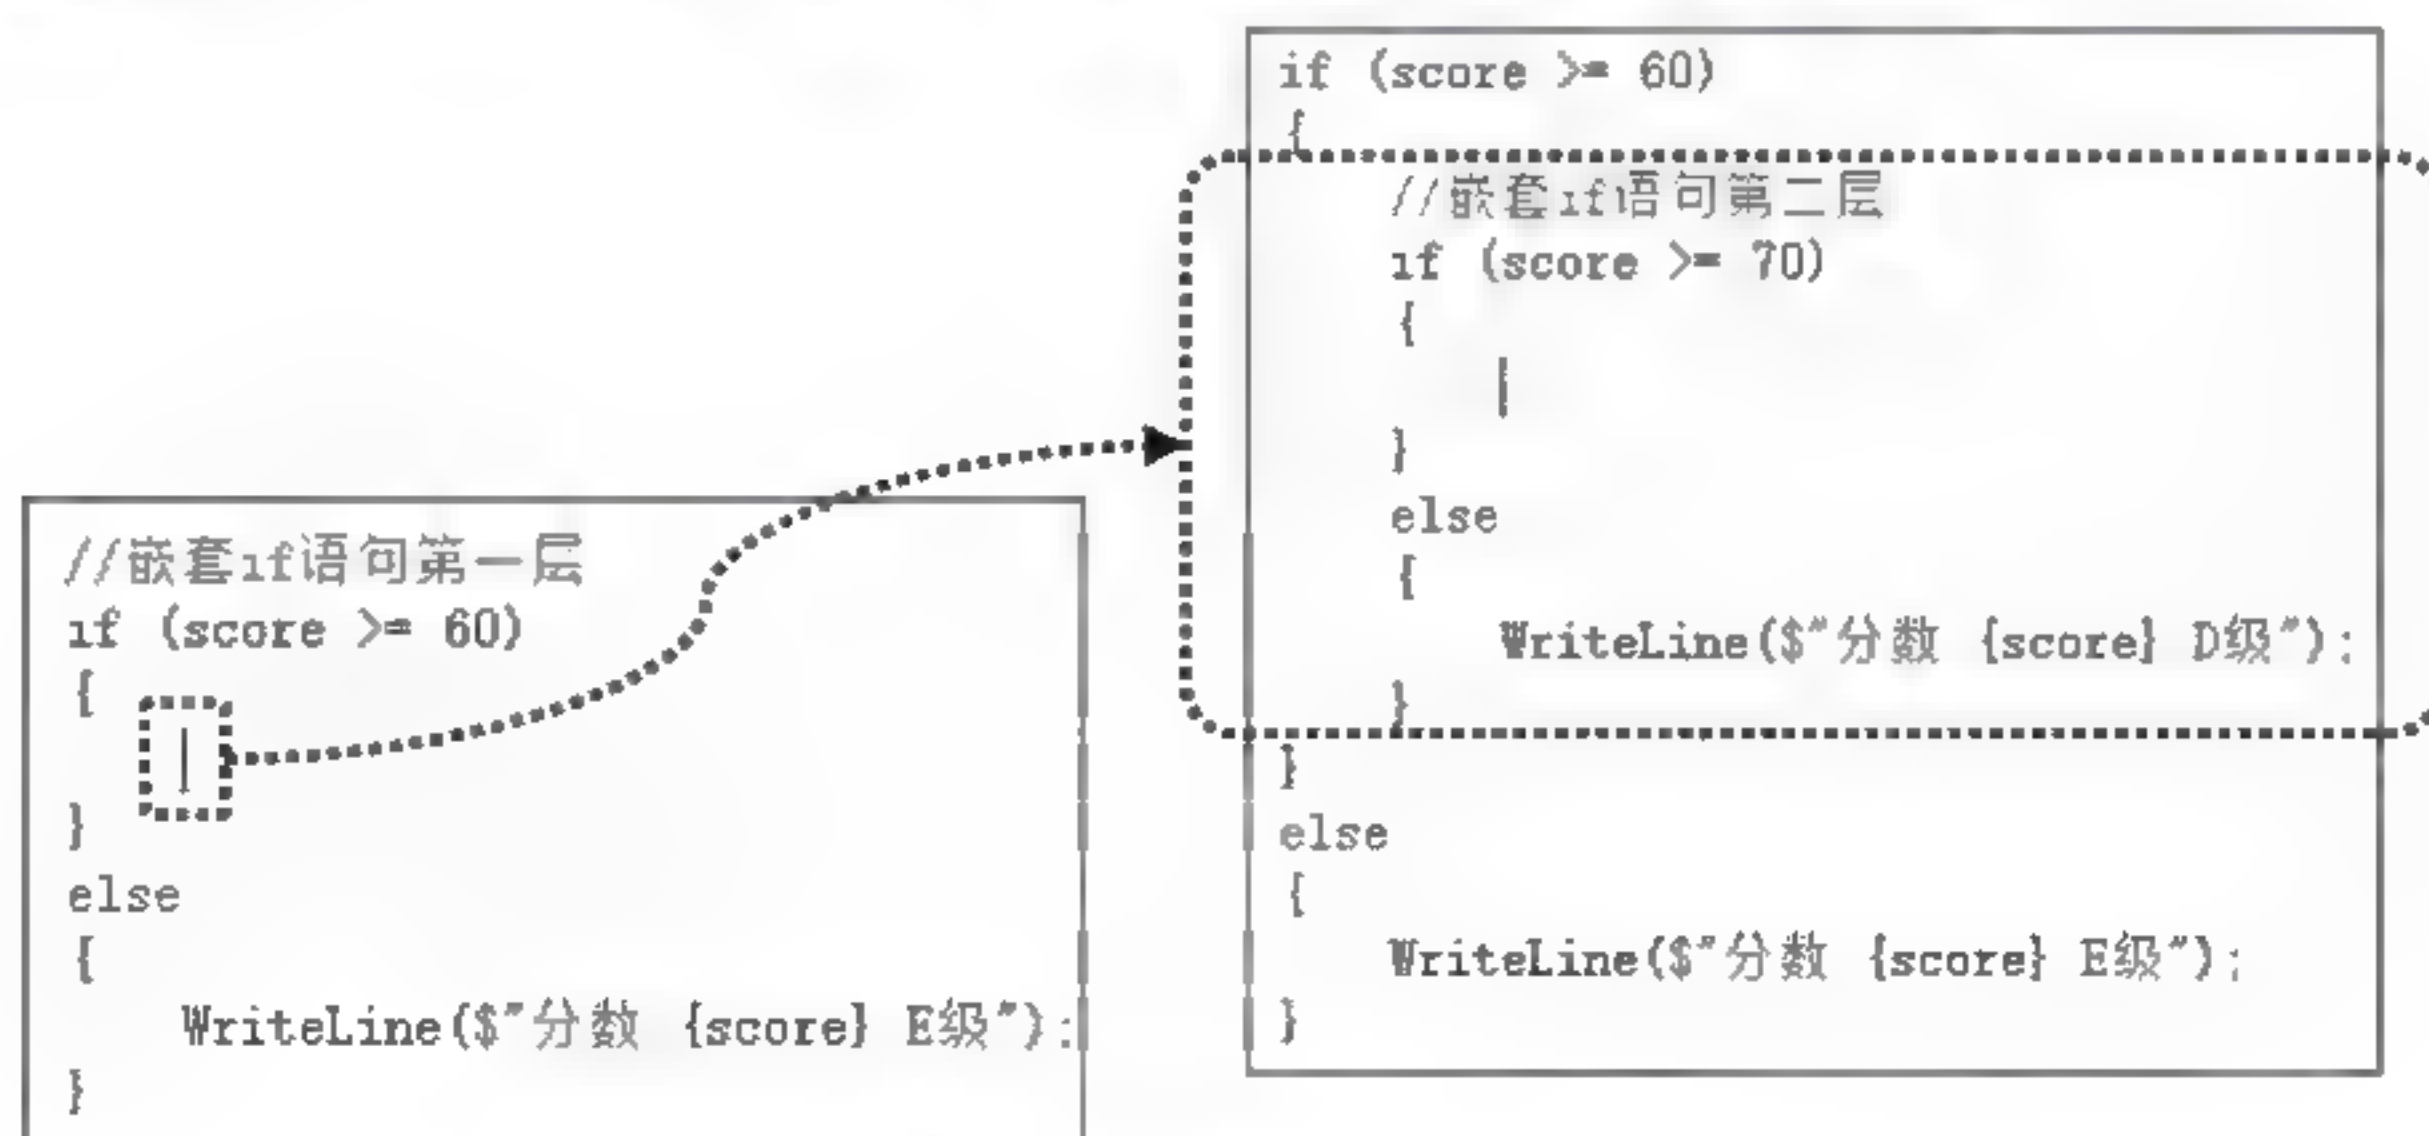 //嵌套if语句第一层
if (score >= 60)
{
|
}
else
{
WriteLine($"分数 {score} E级");
}
if (score >= 60)
{
//嵌套if语句第二层
if (score >= 70)
{
|
}
else
{
WriteLine($"分数 {score} D级");
}
}
else
{
WriteLine($"分数 {score} E级");
}